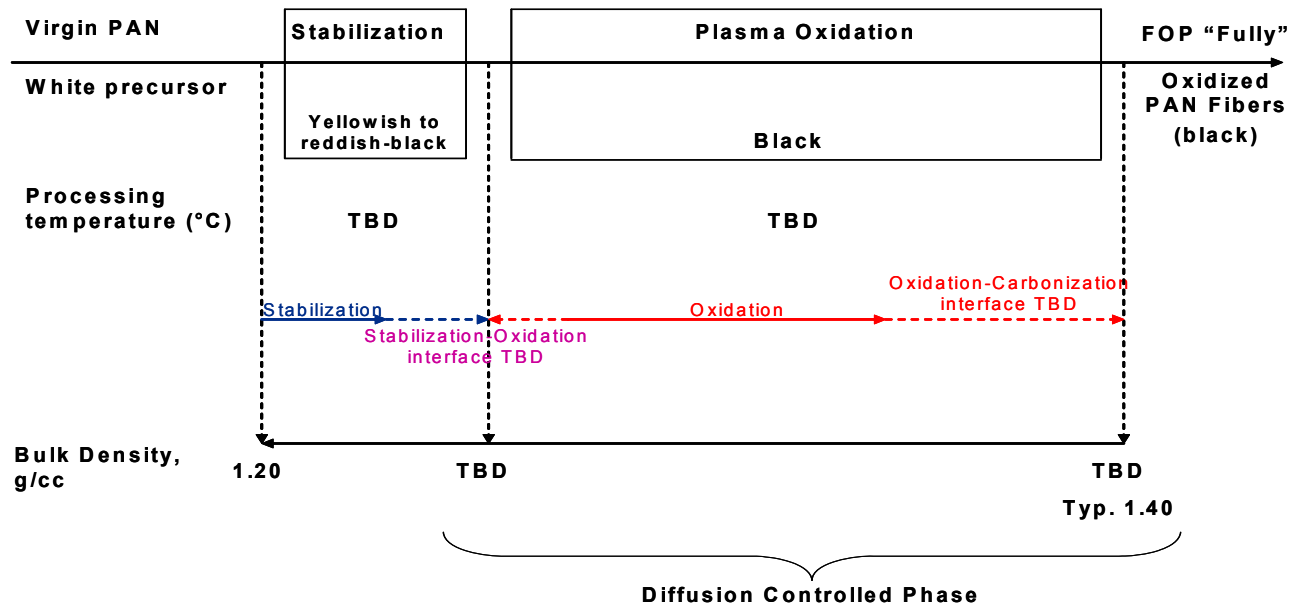 Virgin PAN
Stabilization
Plasma Oxidation
FOP “Fully”
White precursor
Oxidized
PAN Fibers
(black)
Yellowish to
reddish-black
Black
Processing
temperature (°C)
TBD
TBD
Stabilization
Stabilization-Oxidation
interface TBD
Oxidation
Oxidation-Carbonization
interface TBD
Bulk Density,
g/cc
1.20
TBD
TBD
Typ. 1.40
Diffusion Controlled Phase